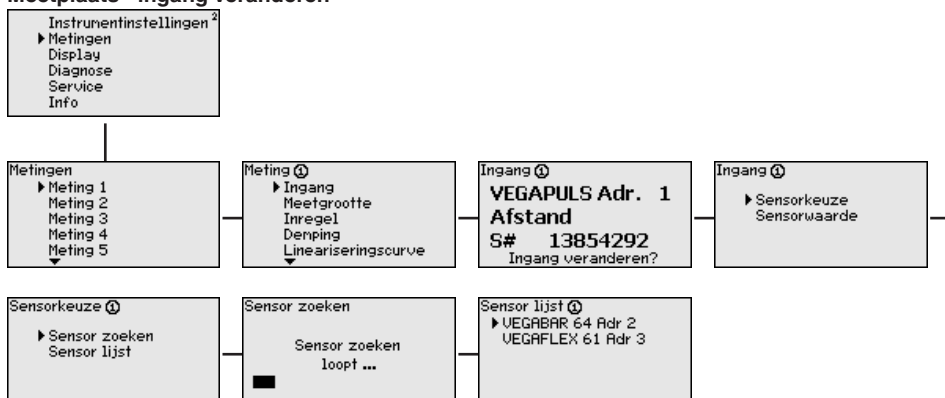 Meetplaats - Ingang veranderen
Instrumentinstellingen 2
Metingen
Display
Diagnose
Service
Info
Metingen
Meting 1
Meting 2
Meting 3
Meting 4
Meting 5
Meting ①
Ingang
Meetgrootte
Inregel
Demping
Lineariseringscurve
Ingang ①
VEGAPULS Adr. 1
Afstand
S# 13854292
Ingang veranderen?
Ingang ①
Sensorkeuze
Sensorwaarde
Sensorkeuze ①
Sensor zoeken
Sensor lijst
Sensor zoeken
Sensor zoeken
loopt ...
Sensor lijst ①
VEGABAR 64 Adr 2
VEGAFLEX 61 Adr 3